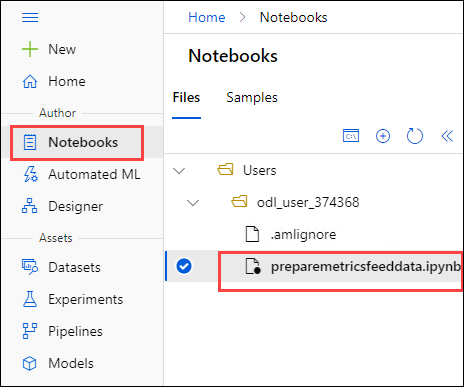 New
Home
Author
Notebooks
Automated ML
Designer
Assets
Datasets
Experiments
Pipelines
Models
Home > Notebooks
Notebooks
Files Samples
Users
odl_user_374368
.amlignore
preparemetricsfeeddata.ipynb